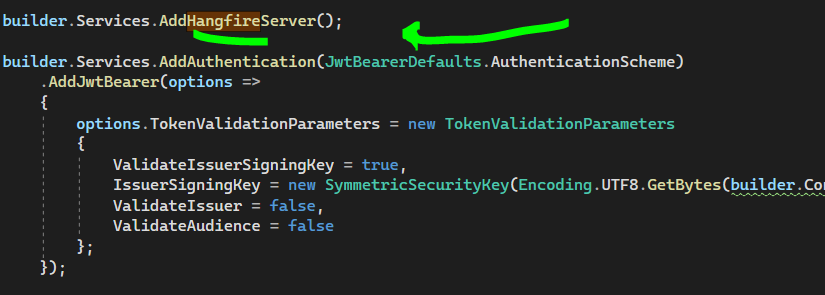 builder.Services.AddHangfireServer();
builder.Services.AddAuthentication(JwtBearerDefaults.AuthenticationScheme)
.AddJwtBearer(options =>
{
options.TokenValidationParameters = new TokenValidationParameters
{
ValidateIssuerSigningKey = true,
IssuerSigningKey = new SymmetricSecurityKey(Encoding.UTF8.GetBytes(builder.Co
ValidateIssuer = false,
ValidateAudience = false
};
});